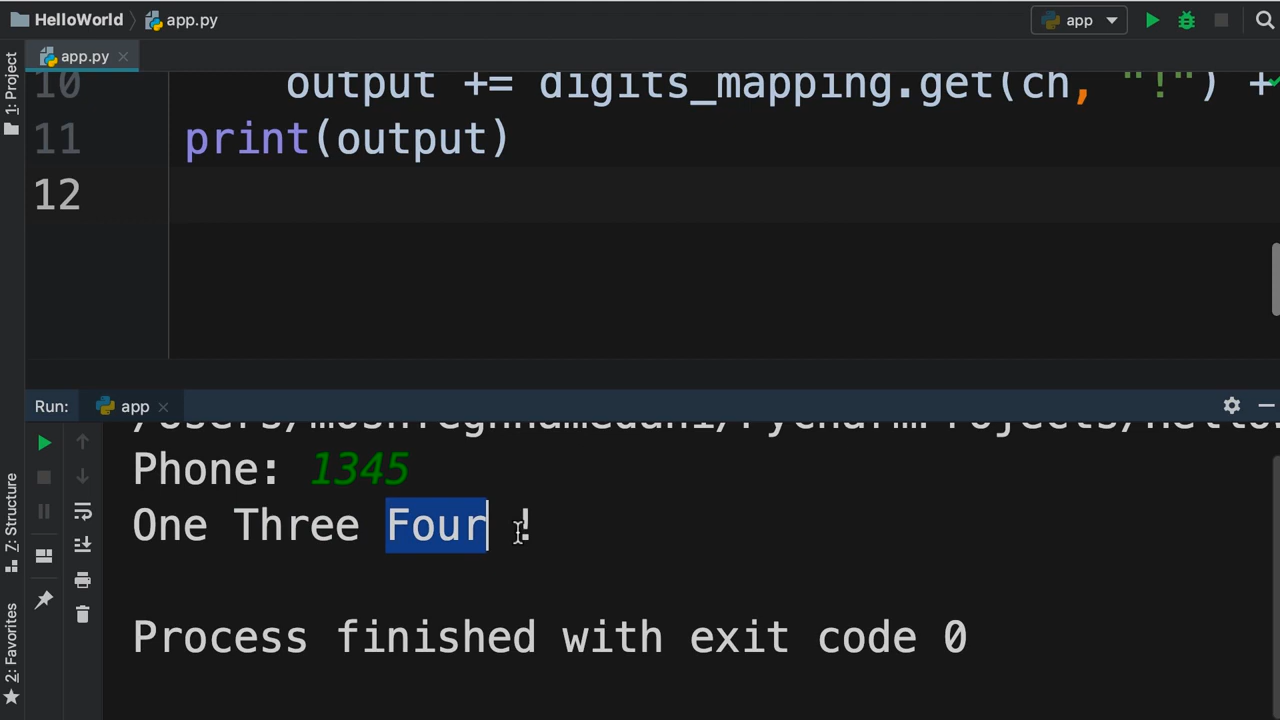 HelloWorld app.py app
app.py
1: Project
10 output += digits_mapping.get(ch, "!") +
11 print(output)
12
Run: app
Phone: 1345
One Three Four !
Process finished with exit code 0
Z: Structure
2: Favorites